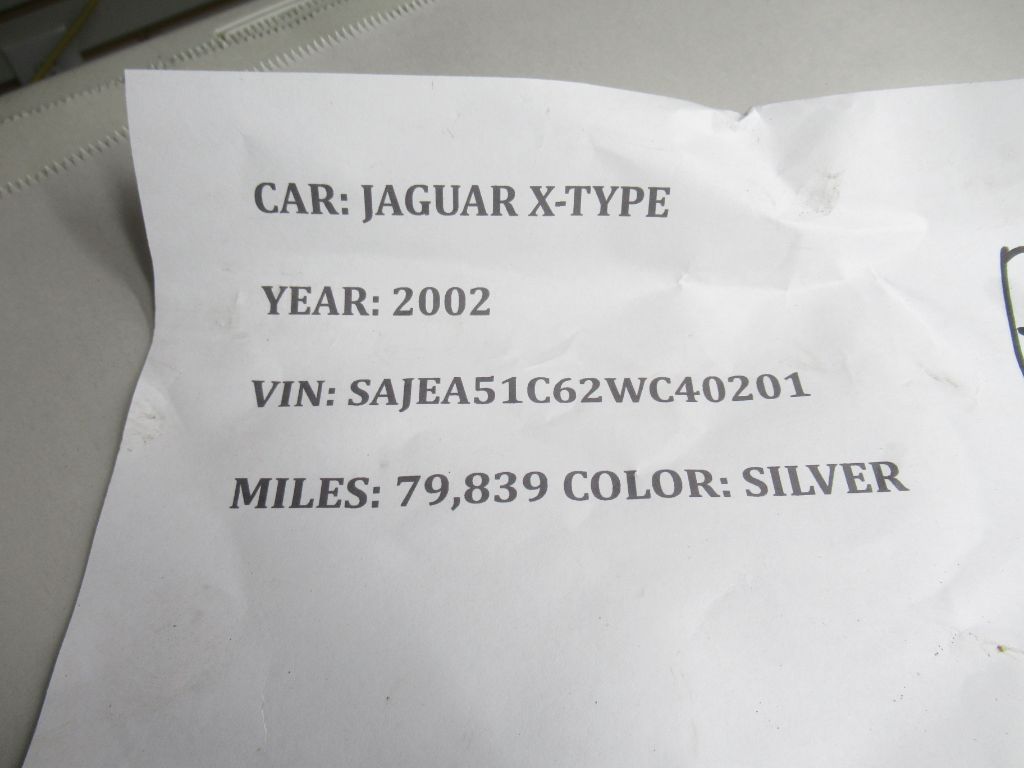 CAR: JAGUAR X-TYPE
YEAR: 2002
VIN: SAJEA51C62WC40201
MILES: 79,839 COLOR: SILVER